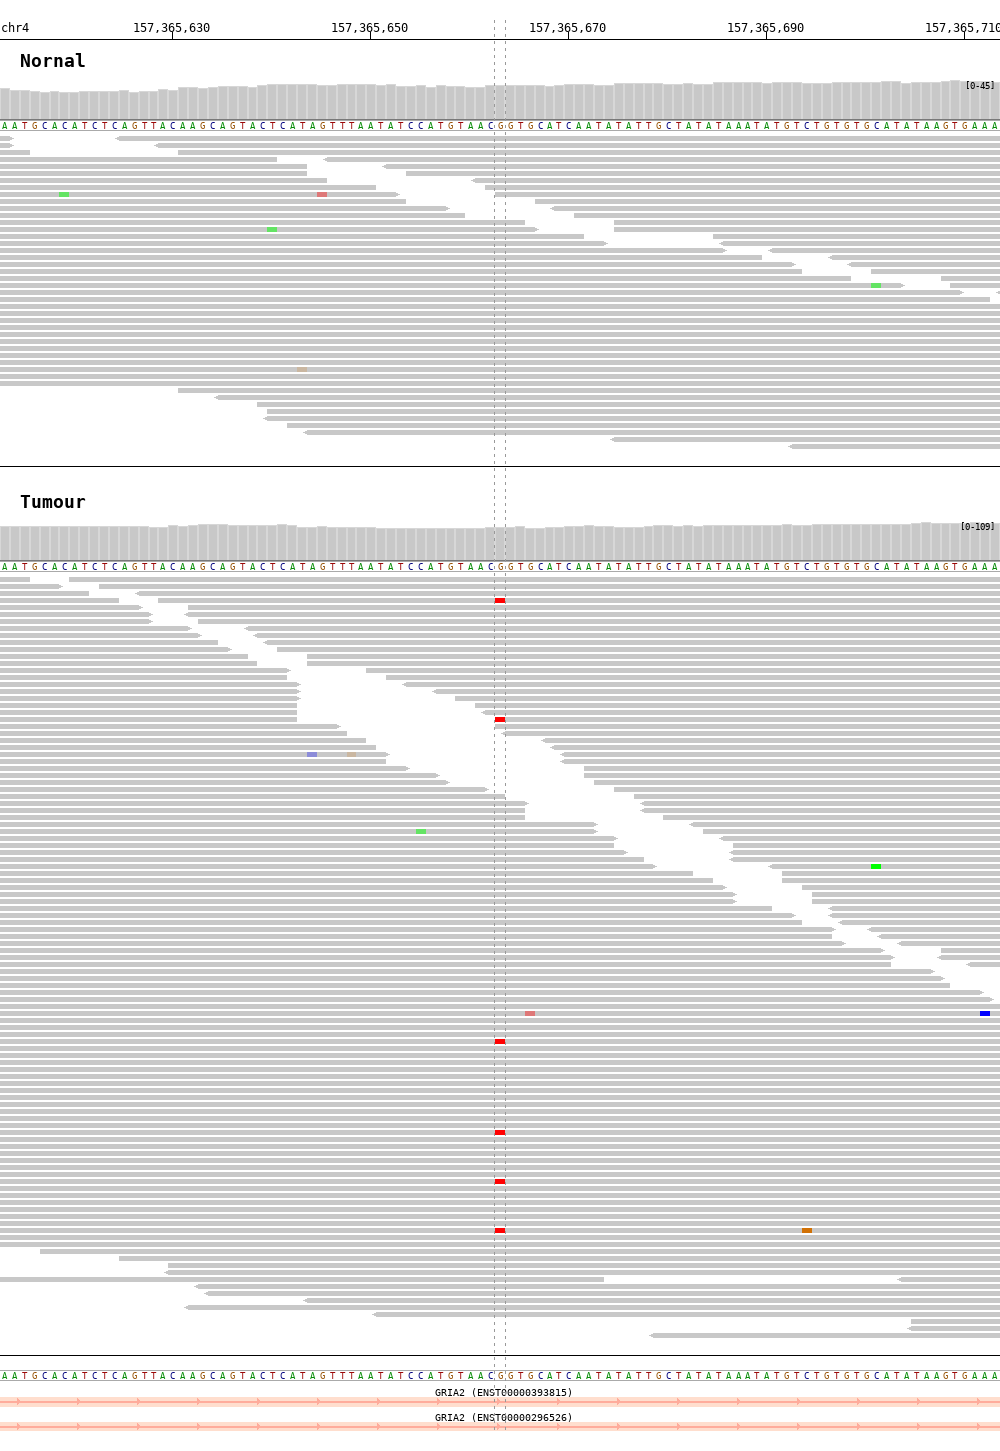 chr4 157,365,630 157,365,650 157,365,670 157,365,690 157,365,710
Nornal
[0-45]
AATGCACATCTCAGTTACAAGCAGTACTCATAGTTTAATATCCATGTAACGGTGCATCAATATATTGCTATATAAATATGTCTGTGTGCATATAAGTGAAA
Tumour
[0-109]
AATGCACATCTCAGTTACAAGCAGTACTCATAGTTTAATATCCATGTAACGGTGCATCAATATATTGCTATATAAATATGTCTGTGTGCATATAAGTGAAA
AATGCACATCTCAGTTACAAGCAGTACTCATAGTTTAATATCCATGTAACGGTGCATCAATATATTGCTATATAAATATGTCTGTGTGCATATAAGTGAAA
GRIA2 (ENST00000393815)
GRIA2 (ENST00000296526)